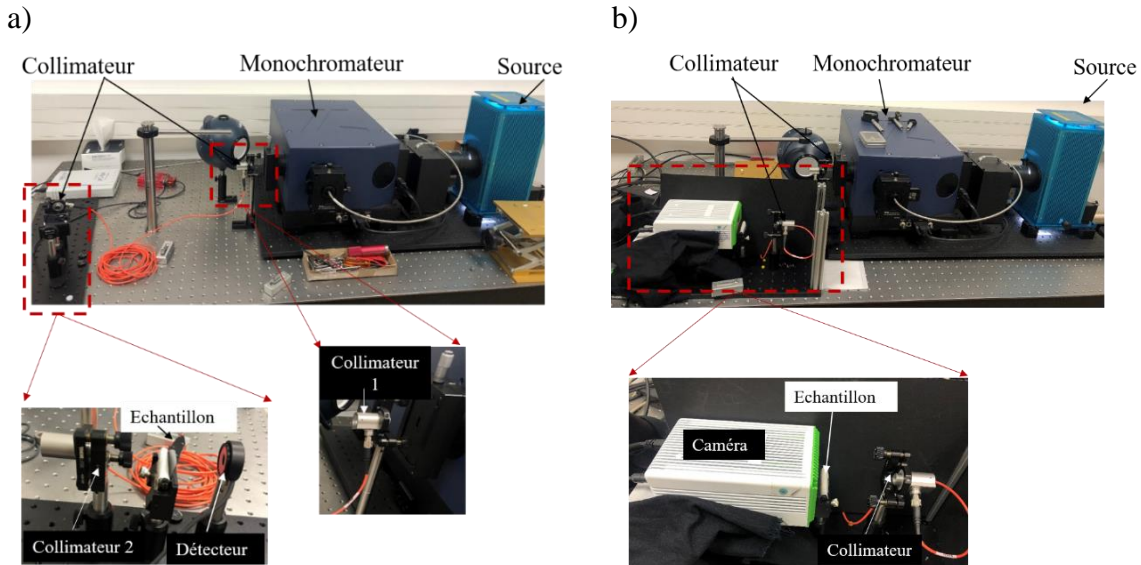 a)
b)
Collimateur
Monochromateur
Source
Collimateur
Monochromateur
Source
Collimateur
1
Echantillon
Collimateur 2
Détecteur
Echantillon
Caméra
Collimateur